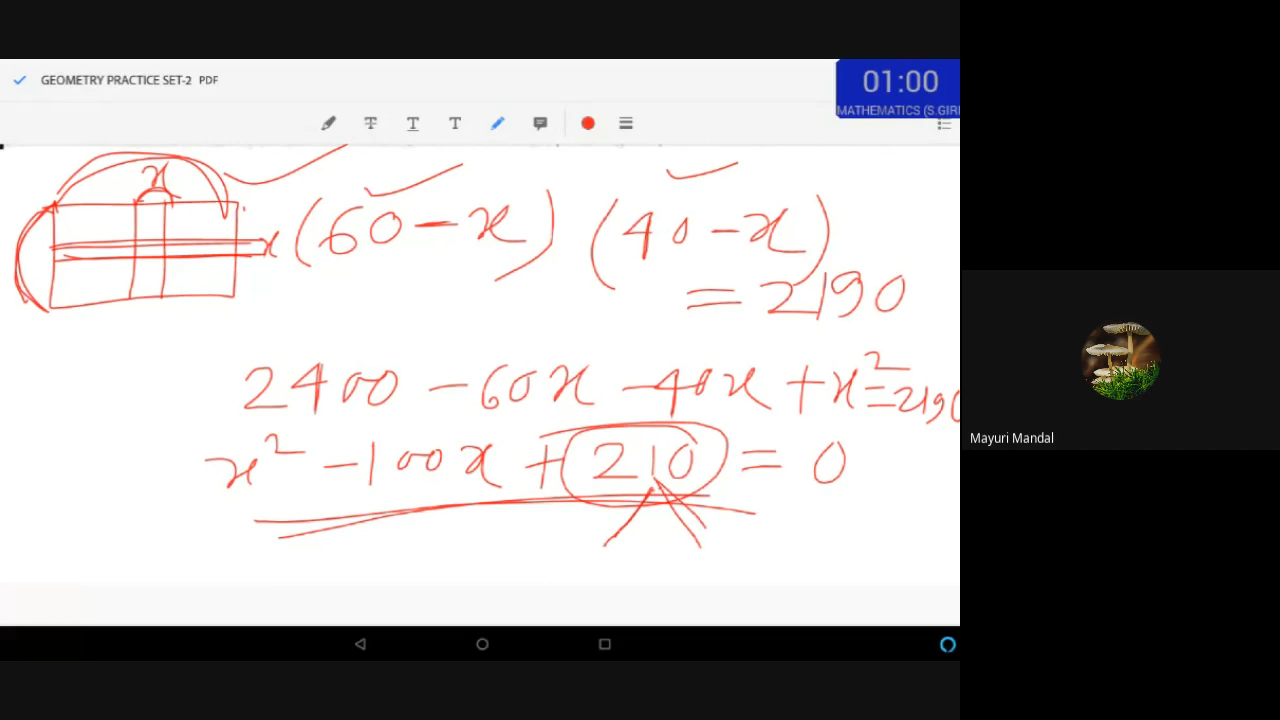 GEOMETRY PRACTICE SET-2 PDF
01:00
MATHEMATICS (S.GIRI
T T T
x
x (60-x) (40-x)
= 2190
2400 - 60x - 40x + x² = 2190
x² - 100x + 210 = 0
Mayuri Mandal